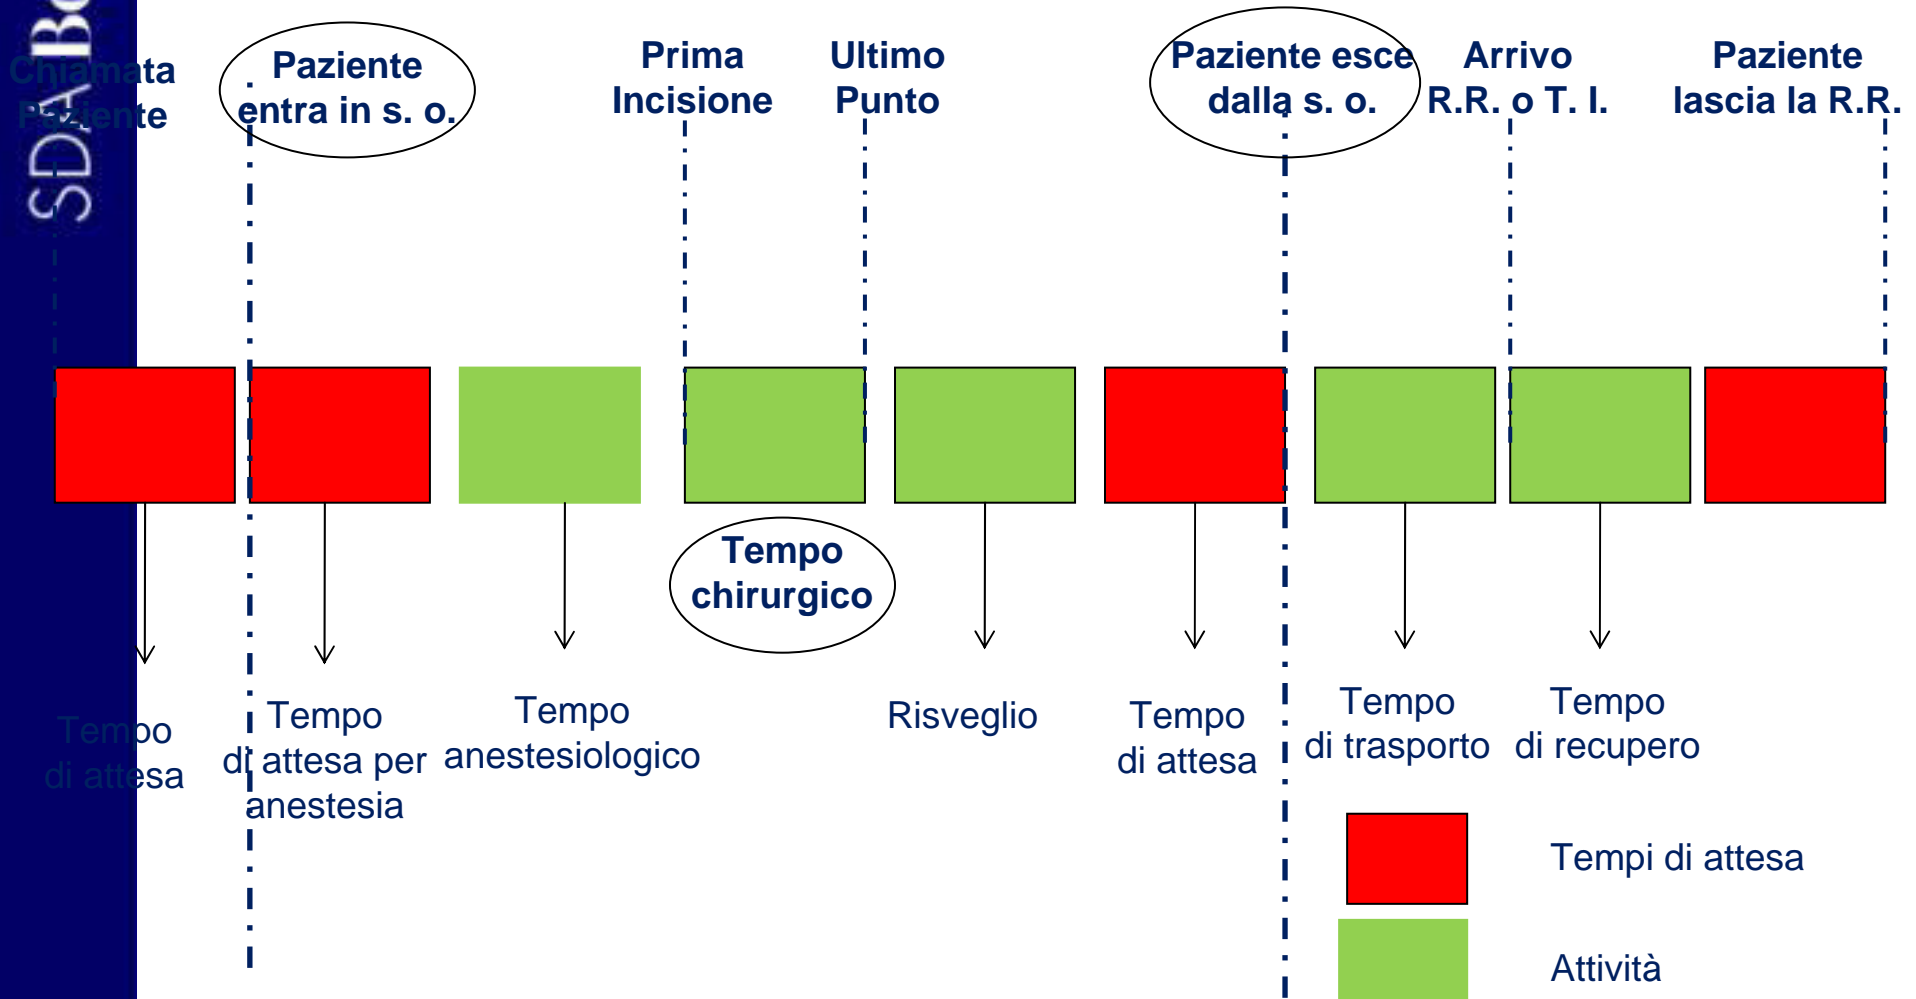 SDA Bo
Chiamata
Paziente
Paziente
entra in s. o.
Prima
Incisione
Ultimo
Punto
Paziente esce
dalla s. o.
Arrivo
R.R. o T. I.
Paziente
lascia la R.R.
Tempo
chirurgico
Tempo
di attesa
Tempo
di attesa per
anestesia
Tempo
anestesiologico
Risveglio
Tempo
di attesa
Tempo
di trasporto
Tempo
di recupero
Tempi di attesa
Attività